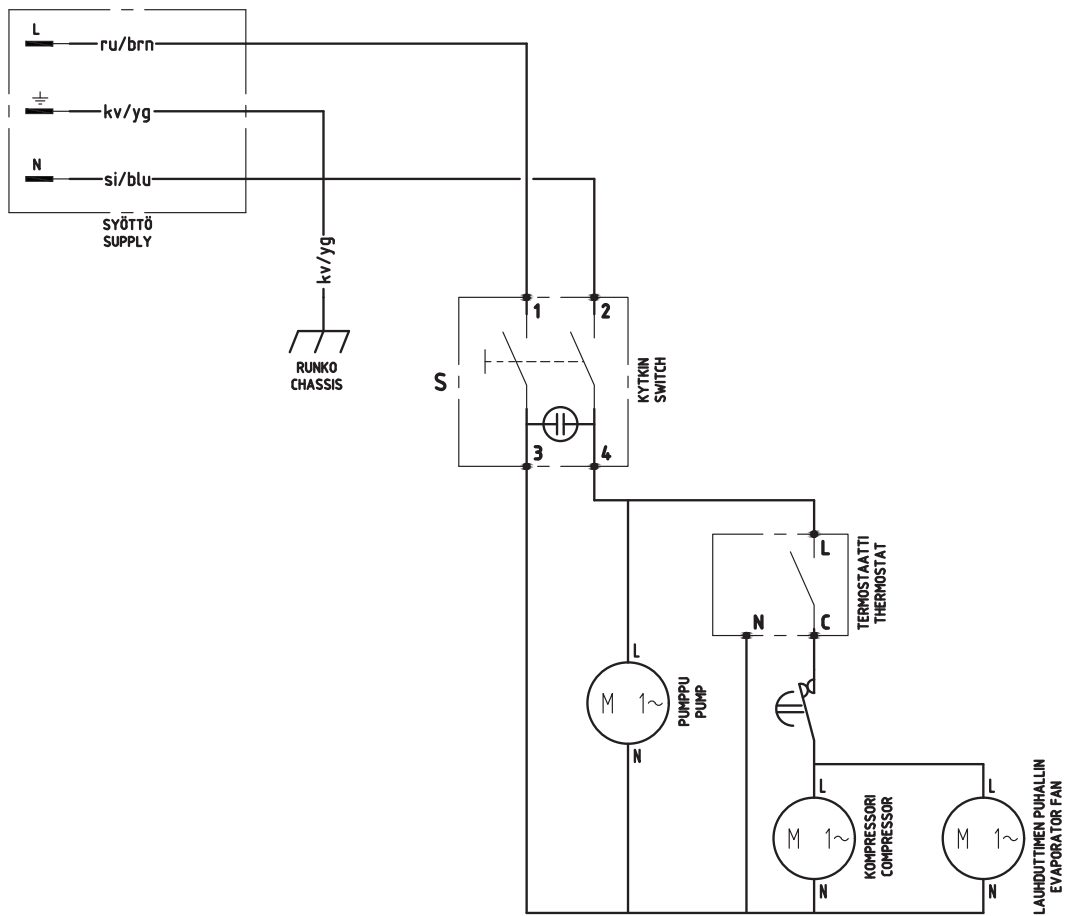 L
ru/brn
kv/yg
N
si/blu
SYÖTTÖ
SUPPLY
kv/yg
RUNKO
CHASSIS
1
2
S
KYTKIN
SWITCH
3
4
L
TERMOSTAATTI
THERMOSTAT
N
C
L
M 1~
PUMPPU
PUMP
N
L
M 1~
KOMPRESSORI
COMPRESSOR
N
L
M 1~
LAUHDUTTIMEN PUHALLIN
EVAPORATOR FAN
N